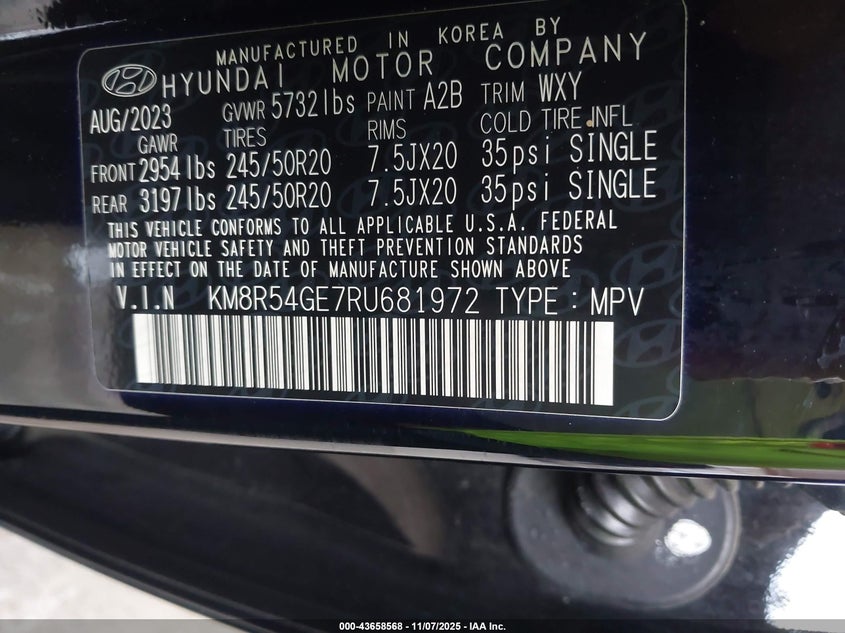 MANUFACTURED IN KOREA BY
HYUNDAI MOTOR COMPANY
AUG/2023 GVWR 5732lbs PAINT A2B TRIM WXY
GAWR TIRES RIMS COLD TIRE INFL
FRONT 2954lbs 245/50R20 7.5JX20 35psi SINGLE
REAR 3197lbs 245/50R20 7.5JX20 35psi SINGLE
THIS VEHICLE CONFORMS TO ALL APPLICABLE U.S.A. FEDERAL
MOTOR VEHICLE SAFETY AND THEFT PREVENTION STANDARDS
IN EFFECT ON THE DATE OF MANUFACTURE SHOWN ABOVE
V.I.N KM8R54GE7RU681972 TYPE : MPV
000-43658568 — 11/07/2025 — IAA Inc.